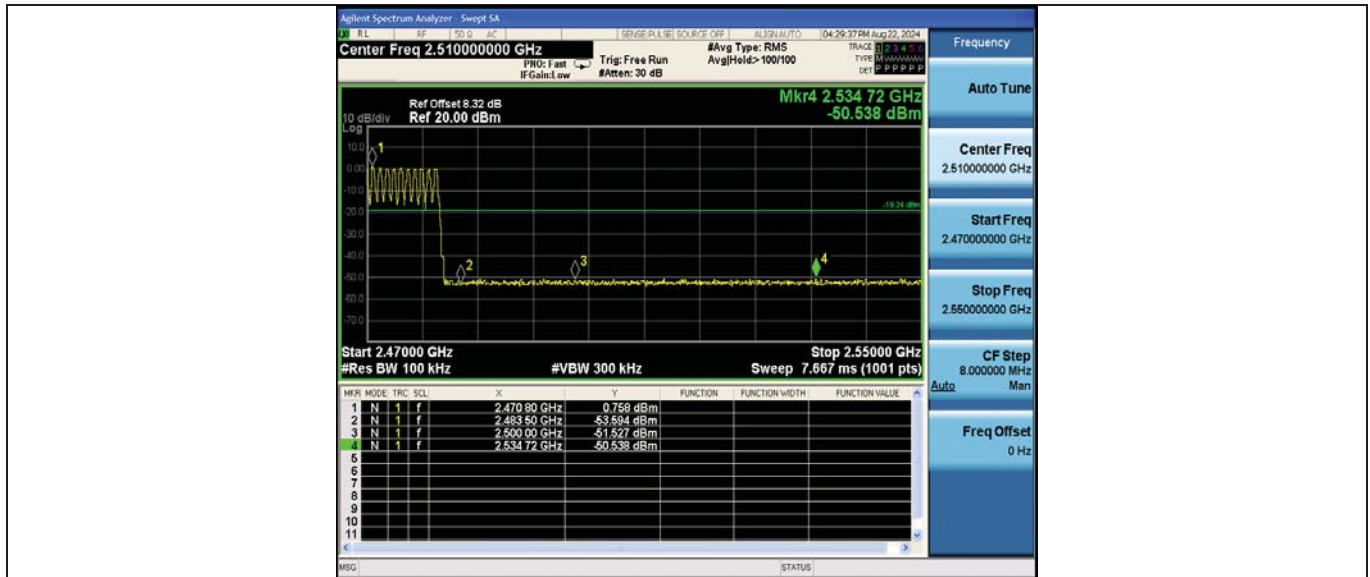 Agilent Spectrum Analyzer - Swept SA
RL RF 50 Ω AC SENSE:PULSE SOURCE OFF ALIGN AUTO 04:29:37 PM Aug 22, 2024
Center Freq 2.510000000 GHz
PNO: Fast
IFGain:Low
Trig: Free Run
#Atten: 30 dB
#Avg Type: RMS
Avg|Hold:> 100/100
TRACE 1 2 3 4 5 6
TYPE MWWWWW
DET P P P P P P
Ref Offset 8.32 dB
10 dB/div Ref 20.00 dBm
Log
Mkr4 2.534 72 GHz
-50.538 dBm
10.0
0.00
-10.0
-20.0
-30.0
-40.0
-50.0
-60.0
-70.0
1
2
3
4
-19.24 dBm
Start 2.47000 GHz Stop 2.55000 GHz
#Res BW 100 kHz #VBW 300 kHz Sweep 7.667 ms (1001 pts)
MKR MODE TRC SCL X Y FUNCTION FUNCTION WIDTH FUNCTION VALUE
1 N 1 f 2.470 80 GHz 0.758 dBm
2 N 1 f 2.483 50 GHz -53.594 dBm
3 N 1 f 2.500 00 GHz -51.527 dBm
4 N 1 f 2.534 72 GHz -50.538 dBm
5
6
7
8
9
10
11
MSG STATUS
Frequency
Auto Tune
Center Freq
2.510000000 GHz
Start Freq
2.470000000 GHz
Stop Freq
2.550000000 GHz
CF Step
8.000000 MHz
Auto Man
Freq Offset
0 Hz